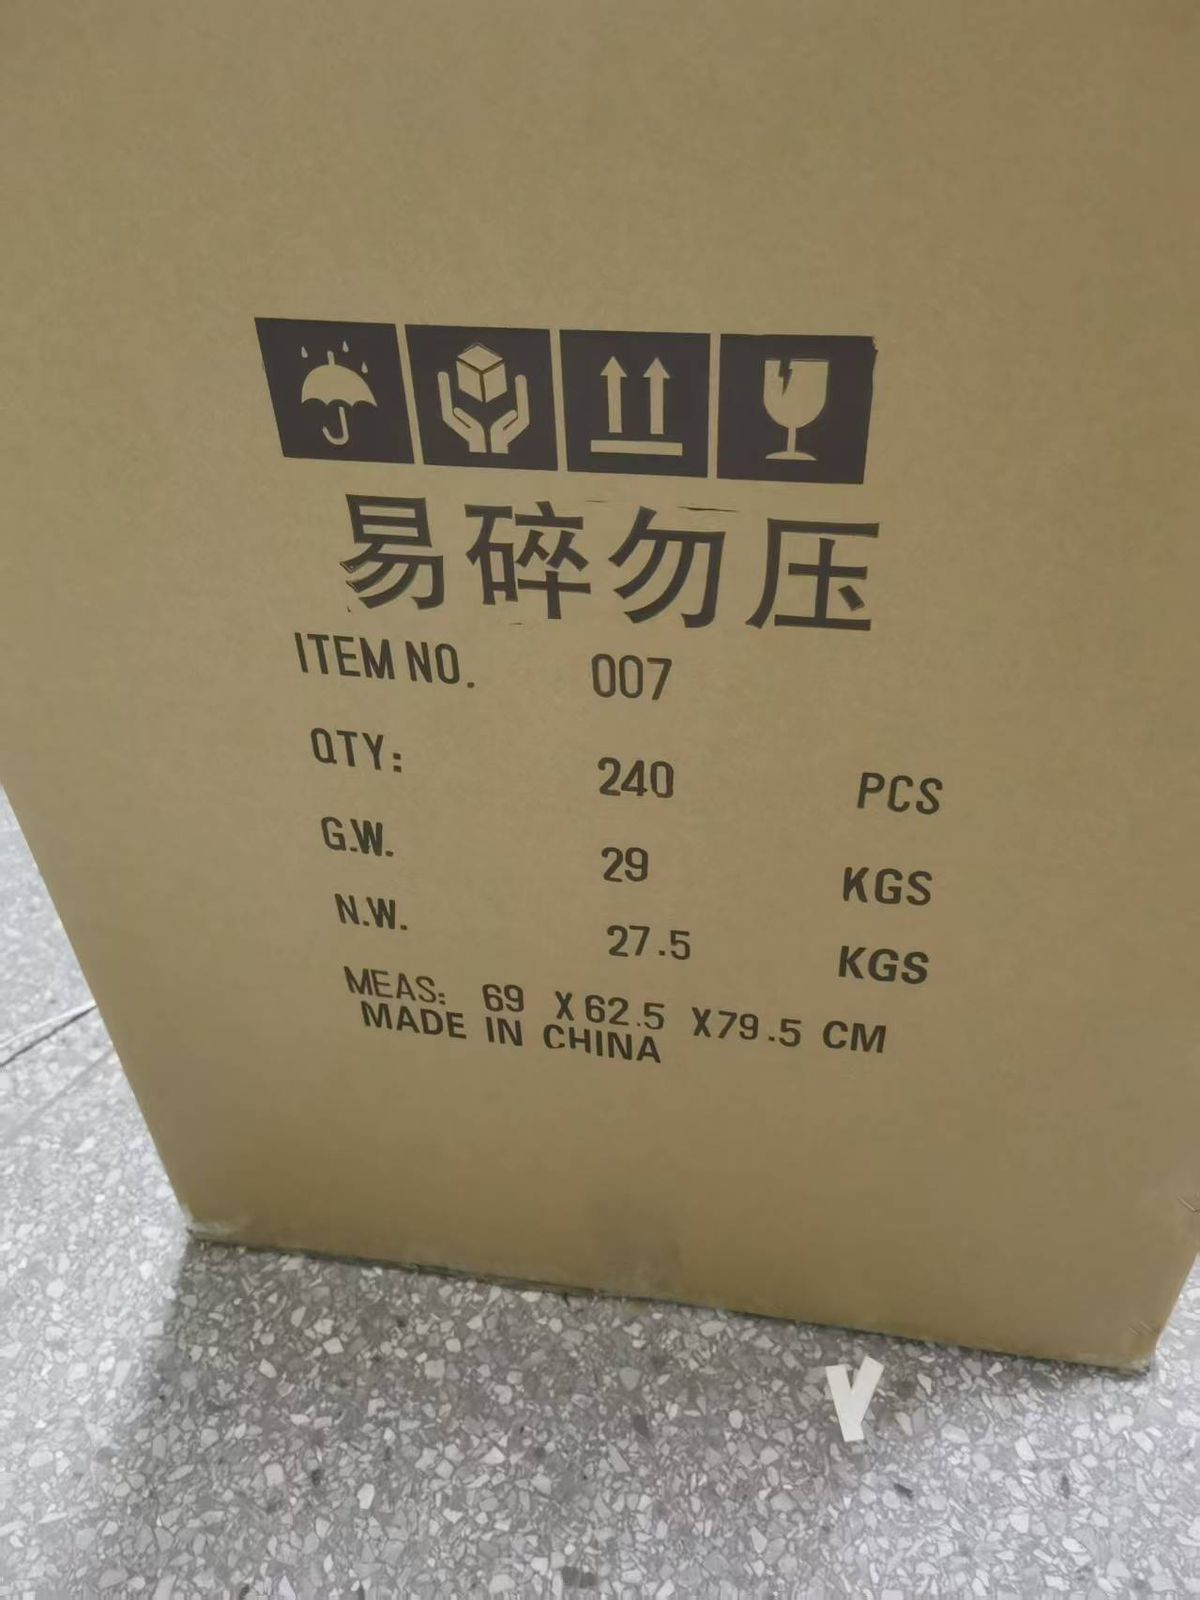 易碎勿压
ITEM NO. 007
QTY: 240 PCS
G.W. 29 KGS
N.W. 27.5 KGS
MEAS: 69 X 62.5 X79.5 CM
MADE IN CHINA